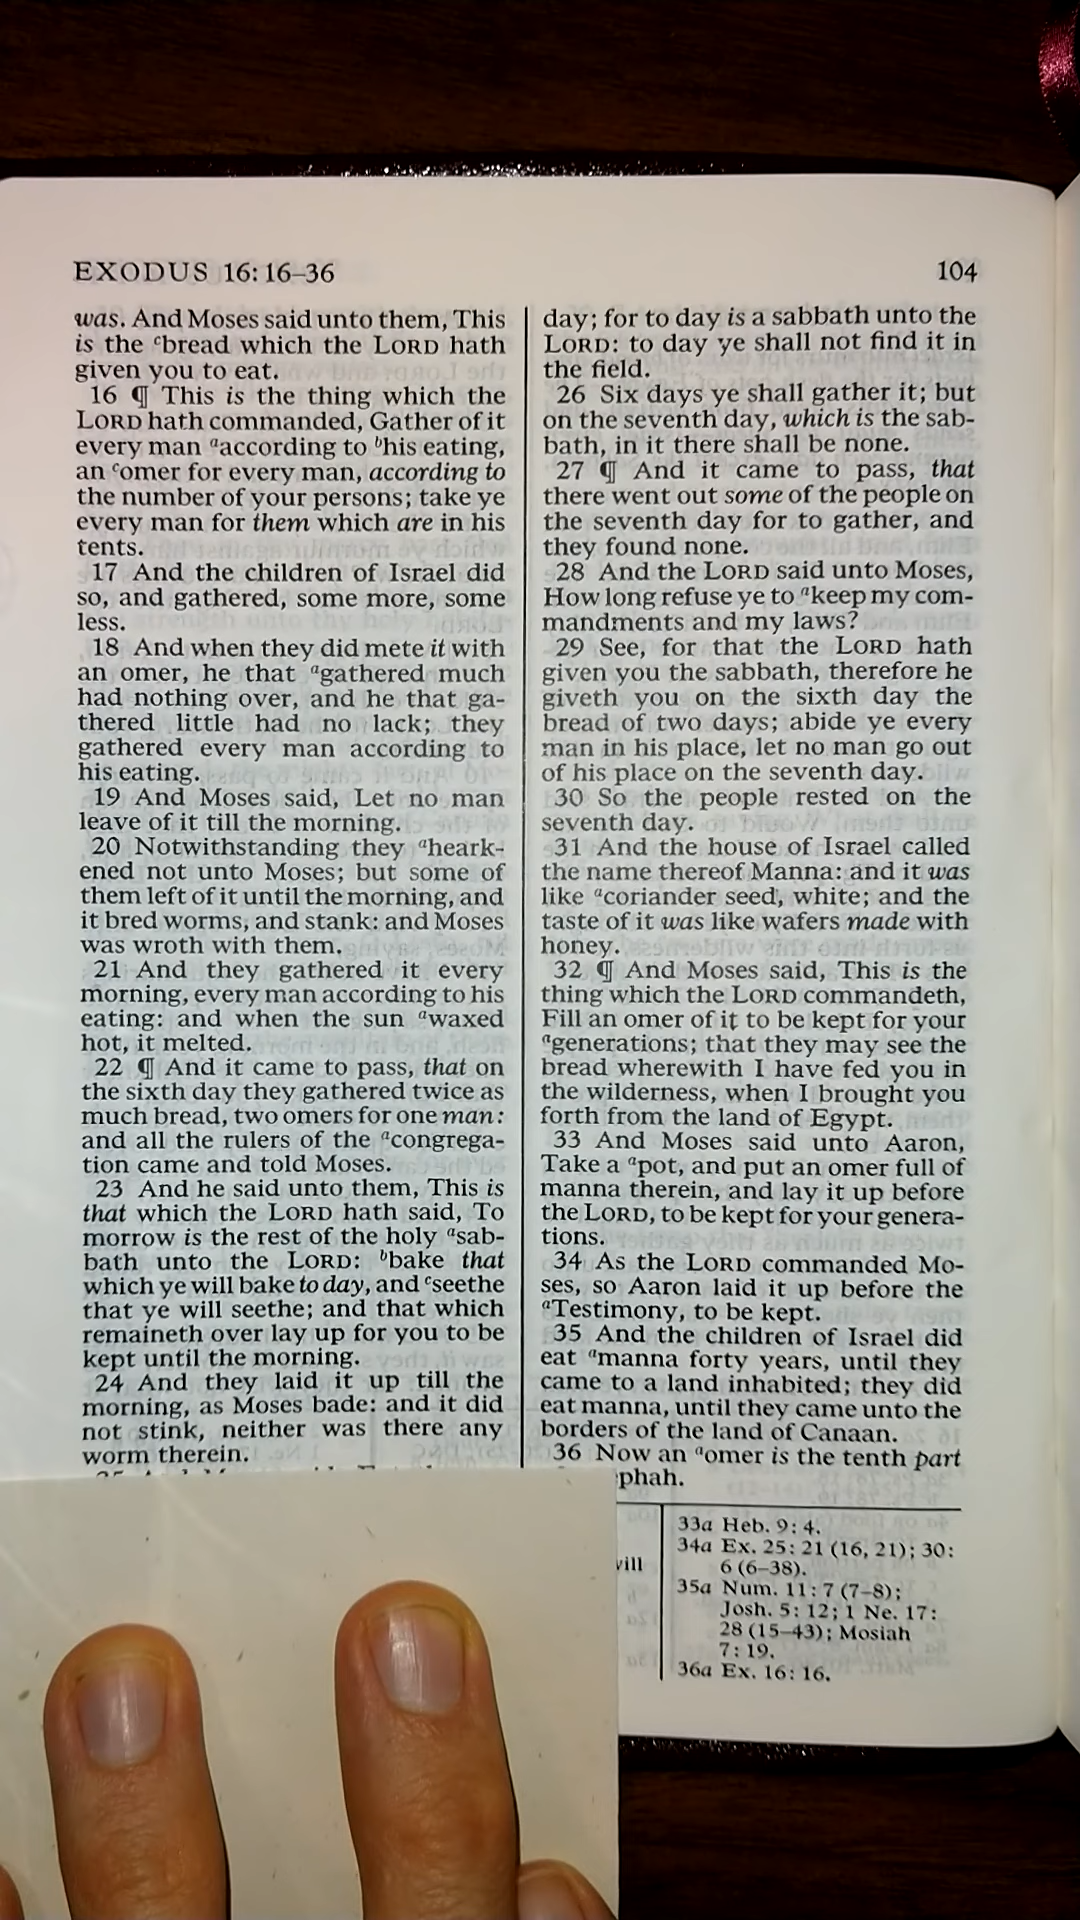 EXODUS 16:16–36
104
was. And Moses said unto them, This
is the cbread which the LORD hath
given you to eat.
16 ¶ This is the thing which the
LORD hath commanded, Gather of it
every man aaccording to bhis eating,
an comer for every man, according to
the number of your persons; take ye
every man for them which are in his
tents.
17 And the children of Israel did
so, and gathered, some more, some
less.
18 And when they did mete it with
an omer, he that agathered much
had nothing over, and he that ga-
thered little had no lack; they
gathered every man according to
his eating.
19 And Moses said, Let no man
leave of it till the morning.
20 Notwithstanding they aheark-
ened not unto Moses; but some of
them left of it until the morning, and
it bred worms, and stank: and Moses
was wroth with them.
21 And they gathered it every
morning, every man according to his
eating: and when the sun awaxed
hot, it melted.
22 ¶ And it came to pass, that on
the sixth day they gathered twice as
much bread, two omers for one man:
and all the rulers of the acongrega-
tion came and told Moses.
23 And he said unto them, This is
that which the LORD hath said, To
morrow is the rest of the holy asab-
bath unto the LORD: bbake that
which ye will bake to day, and cseethe
that ye will seethe; and that which
remaineth over lay up for you to be
kept until the morning.
24 And they laid it up till the
morning, as Moses bade: and it did
not stink, neither was there any
worm therein.
day; for to day is a sabbath unto the
LORD: to day ye shall not find it in
the field.
26 Six days ye shall gather it; but
on the seventh day, which is the sab-
bath, in it there shall be none.
27 ¶ And it came to pass, that
there went out some of the people on
the seventh day for to gather, and
they found none.
28 And the LORD said unto Moses,
How long refuse ye to akeep my com-
mandments and my laws?
29 See, for that the LORD hath
given you the sabbath, therefore he
giveth you on the sixth day the
bread of two days; abide ye every
man in his place, let no man go out
of his place on the seventh day.
30 So the people rested on the
seventh day.
31 And the house of Israel called
the name thereof Manna: and it was
like acoriander seed, white; and the
taste of it was like wafers made with
honey.
32 ¶ And Moses said, This is the
thing which the LORD commandeth,
Fill an omer of it to be kept for your
agenerations; that they may see the
bread wherewith I have fed you in
the wilderness, when I brought you
forth from the land of Egypt.
33 And Moses said unto Aaron,
Take a apot, and put an omer full of
manna therein, and lay it up before
the LORD, to be kept for your genera-
tions.
34 As the LORD commanded Mo-
ses, so Aaron laid it up before the
aTestimony, to be kept.
35 And the children of Israel did
eat amanna forty years, until they
came to a land inhabited; they did
eat manna, until they came unto the
borders of the land of Canaan.
36 Now an aomer is the tenth part
phah.
33a Heb. 9: 4.
34a Ex. 25: 21 (16, 21); 30:
6 (6–38).
35a Num. 11: 7 (7–8);
Josh. 5: 12; 1 Ne. 17:
28 (15–43); Mosiah
7: 19.
36a Ex. 16: 16.